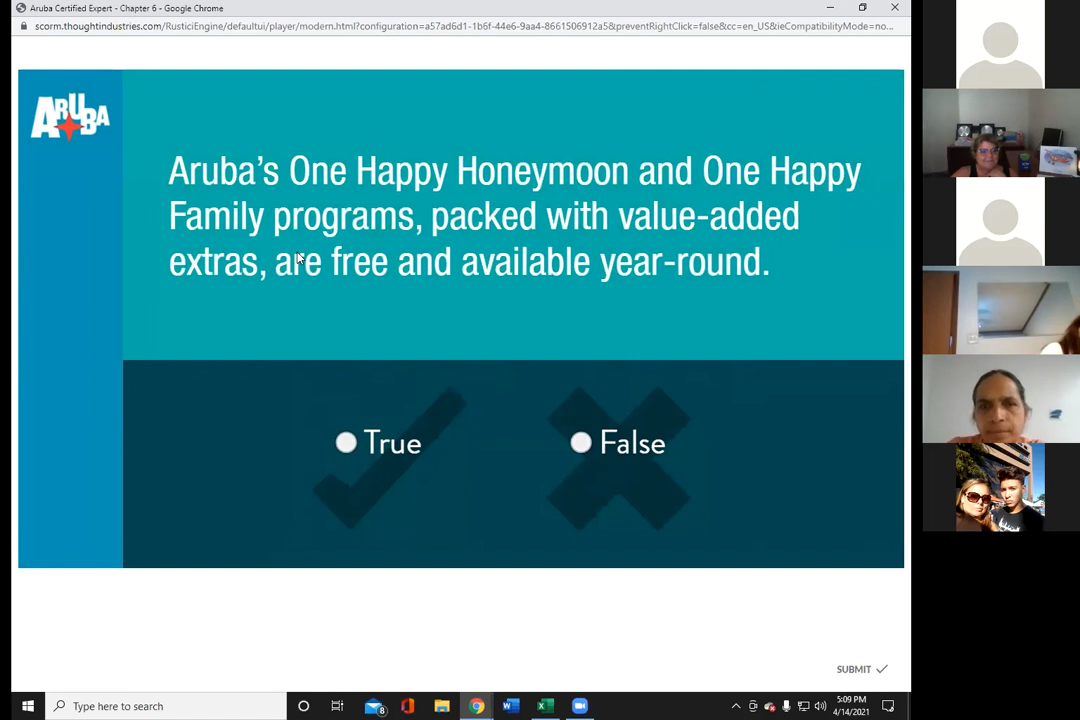 Aruba Certified Expert - Chapter 6 - Google Chrome
scorm.thoughtindustries.com/RusticiEngine/defaultui/player/modern.html?configuration=a57ad6d1-1b6f-44e6-9aa4-8661506912a5&preventRightClick=false&cc=en_US&ieCompatibilityMode=no...
ARUBA
Aruba's One Happy Honeymoon and One Happy
Family programs, packed with value-added
extras, are free and available year-round.
True
False
SUBMIT
Type here to search
8
5:09 PM
4/14/2021